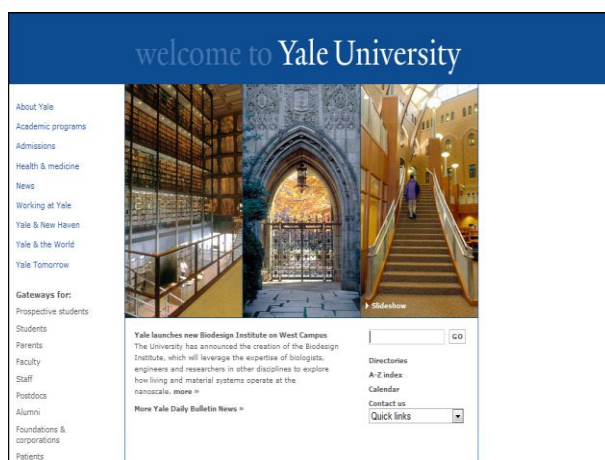 welcome to Yale University
About Yale
Academic programs
Admissions
Health & medicine
News
Working at Yale
Yale & New Haven
Yale & the World
Yale Tomorrow
Gateways for:
Prospective students
Students
Parents
Faculty
Staff
Postdocs
Alumni
Foundations &
corporations
Patients
Slideshow
Yale launches new Biodesign Institute on West Campus
The University has announced the creation of the Biodesign
Institute, which will leverage the expertise of biologists,
engineers and researchers in other disciplines to explore
how living and material systems operate at the
nanoscale. more »
More Yale Daily Bulletin News »
GO
Directories
A-Z index
Calendar
Contact us
Quick links